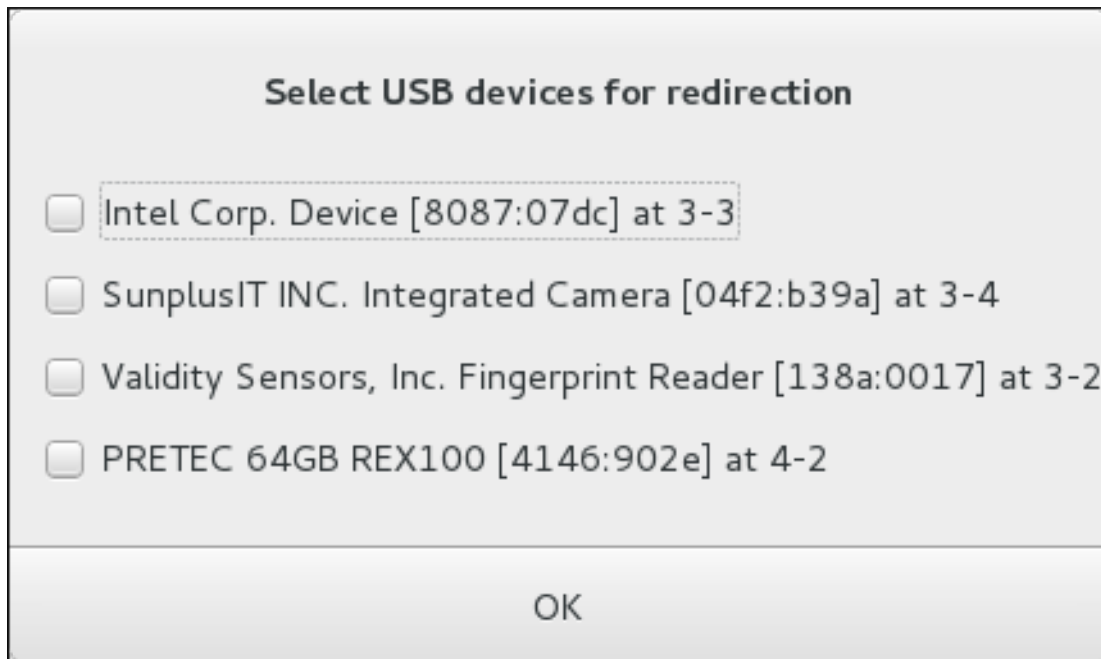 Select USB devices for redirection
Intel Corp. Device [8087:07dc] at 3-3
SunplusIT INC. Integrated Camera [04f2:b39a] at 3-4
Validity Sensors, Inc. Fingerprint Reader [138a:0017] at 3-2
PRETEC 64GB REX100 [4146:902e] at 4-2
OK